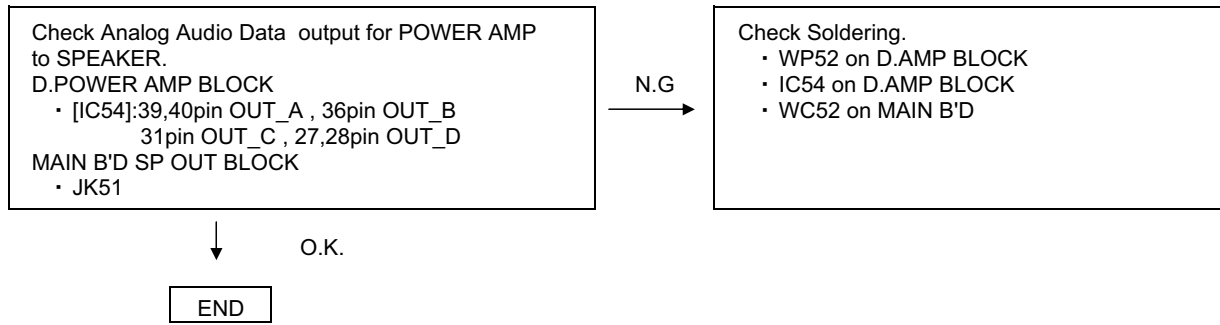 Check Analog Audio Data  output for POWER AMP
to SPEAKER.
D.POWER AMP BLOCK
・[IC54]:39,40pin OUT_A , 36pin OUT_B
31pin OUT_C , 27,28pin OUT_D
MAIN B'D SP OUT BLOCK
・JK51
N.G
Check Soldering.
・WP52 on D.AMP BLOCK
・IC54 on D.AMP BLOCK
・WC52 on MAIN B'D
O.K.
END